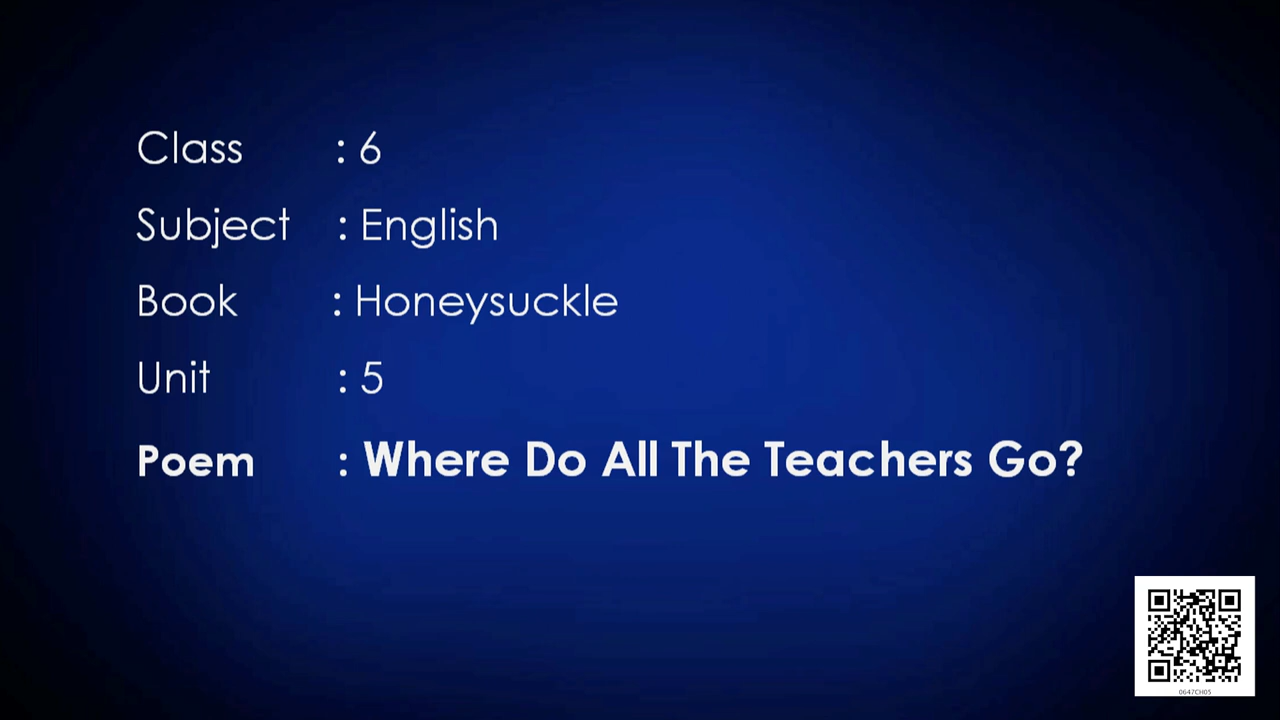 Class : 6
Subject : English
Book : Honeysuckle
Unit : 5
Poem : Where Do All The Teachers Go?
0647CH05